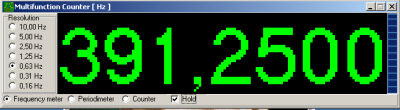 Multifunction Counter [ Hz ]
Resolution
10,00 Hz
5,00 Hz
2,50 Hz
1,25 Hz
0,63 Hz
0,31 Hz
0,16 Hz
391,2500
Frequency meter Periodmeter Counter Hold